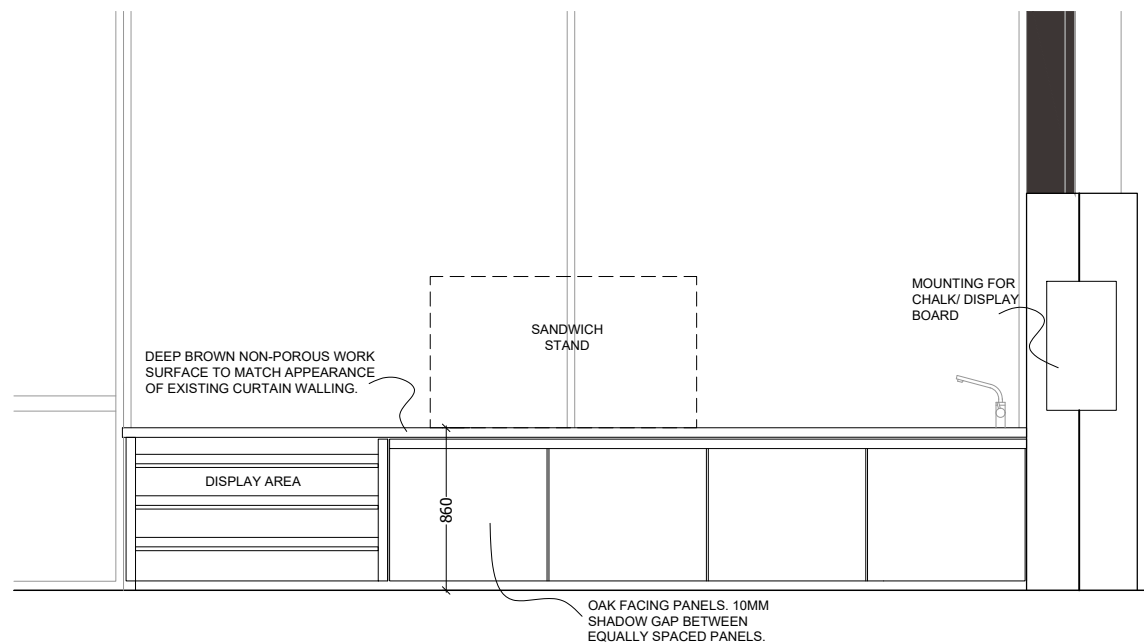 MOUNTING FOR
CHALK/ DISPLAY
BOARD
SANDWICH
STAND
DEEP BROWN NON-POROUS WORK
SURFACE TO MATCH APPEARANCE
OF EXISTING CURTAIN WALLING.
DISPLAY AREA
860
OAK FACING PANELS. 10MM
SHADOW GAP BETWEEN
EQUALLY SPACED PANELS.